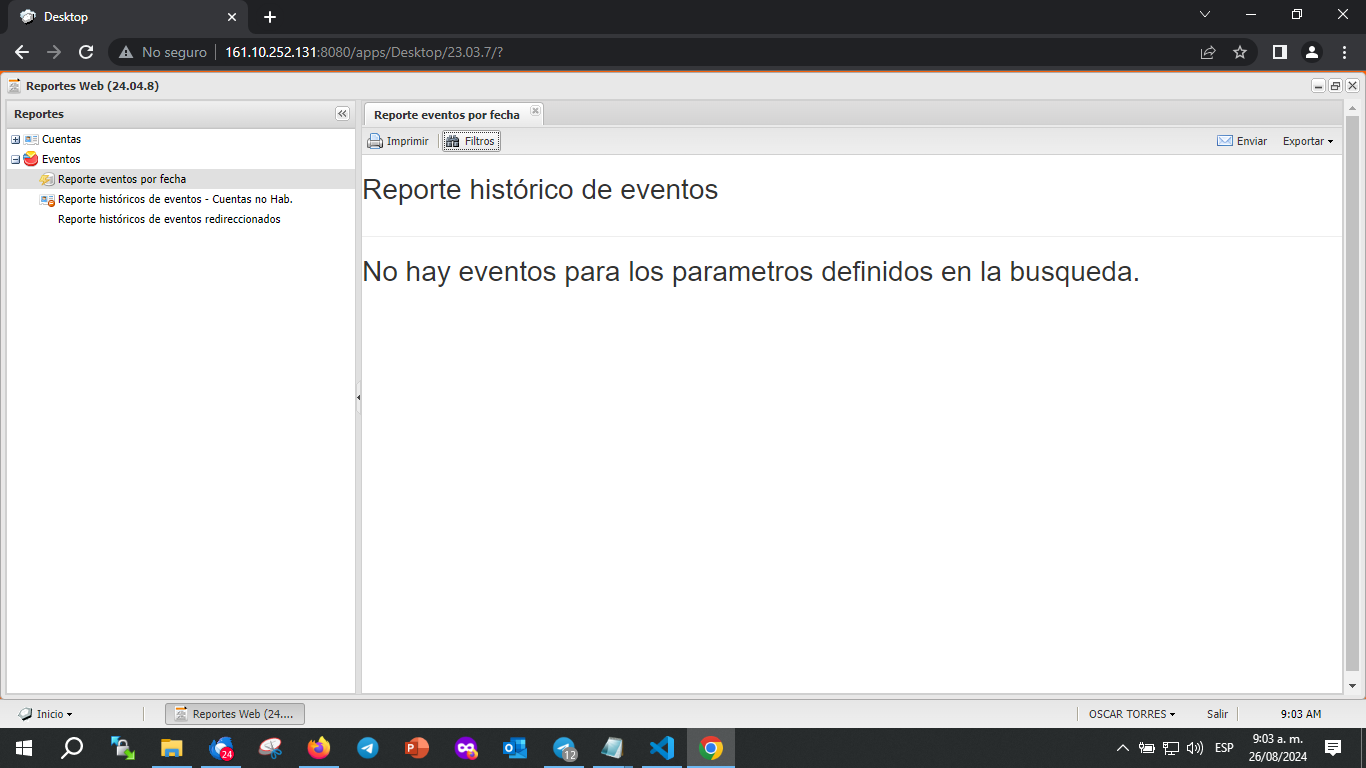 Desktop
No seguro
161.10.252.131:8080/apps/Desktop/23.03.7/?
Reportes Web (24.04.8)
Reportes
Cuentas
Eventos
Reporte eventos por fecha
Reporte históricos de eventos - Cuentas no Hab.
Reporte históricos de eventos redireccionados
Reporte eventos por fecha
Imprimir Filtros Enviar Exportar
Reporte histórico de eventos
No hay eventos para los parametros definidos en la busqueda.
Inicio Reportes Web (24.... OSCAR TORRES Salir 9:03 AM
24 12 ESP 9:03 a. m.
26/08/2024